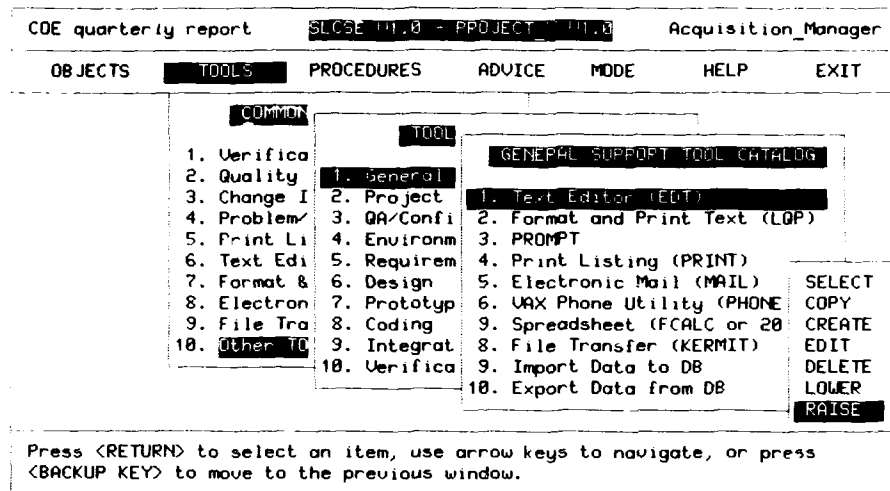 COE quarterly report SLCSE V1.0 - PROJECT_ V1.0 Acquisition_Manager
OBJECTS TOOLS PROCEDURES ADVICE MODE HELP EXIT
COMMON
1. Verifica
2. Quality
3. Change I
4. Problem/
5. Print Li
6. Text Edi
7. Format &
8. Electron
9. File Tra
10. Other TO
TOOL
1. General
2. Project
3. QA/Confi
4. Environm
5. Requirem
6. Design
7. Prototyp
8. Coding
9. Integrat
10. Verifica
GENERAL SUPPORT TOOL CATALOG
1. Text Editor (EDT)
2. Format and Print Text (LQP)
3. PROMPT
4. Print Listing (PRINT)
5. Electronic Mail (MAIL)
6. VAX Phone Utility (PHONE
9. Spreadsheet (FCALC or 20
8. File Transfer (KERMIT)
9. Import Data to DB
10. Export Data from DB
SELECT
COPY
CREATE
EDIT
DELETE
LOWER
RAISE
Press <RETURN> to select an item, use arrow keys to navigate, or press
<BACKUP KEY> to move to the previous window.